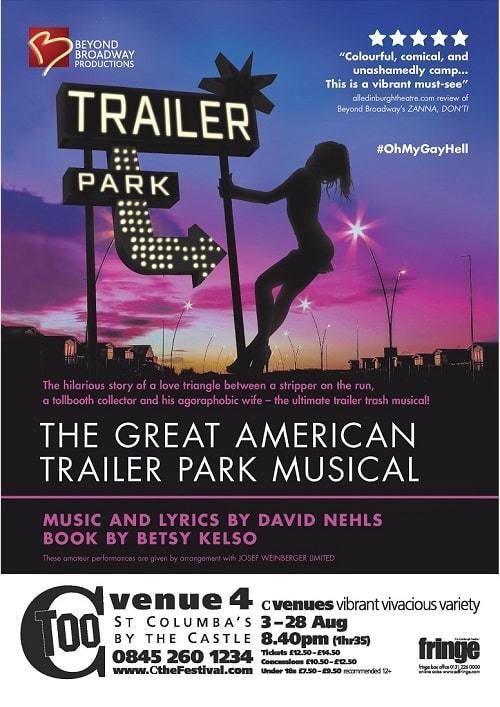 BEYOND
BROADWAY
PRODUCTIONS
"Colourful, comical, and
unashamedly camp...
This is a vibrant must-see"
alledinburghtheatre.com review of
Beyond Broadway's ZANNA, DON'T!
#OhMyGayHell
TRAILER
PARK
The hilarious story of a love triangle between a stripper on the run,
a tollbooth collector and his agoraphobic wife – the ultimate trailer trash musical!
THE GREAT AMERICAN
TRAILER PARK MUSICAL
MUSIC AND LYRICS BY DAVID NEHLS
BOOK BY BETSY KELSO
These amateur performances are given by arrangement with JOSEF WEINBERGER LIMITED
C TOO
venue 4
ST COLUMBA'S
BY THE CASTLE
0845 260 1234
www.CtheFestival.com
C venues vibrant vivacious variety
3–28 Aug
8.40pm (1hr35)
Tickets £12.50–£14.50
Concessions £10.50–£12.50
Under 18s £7.50–£9.50 recommended 12+
fringe
fringe box office 0131 226 0000
online sales www.edfringe.com